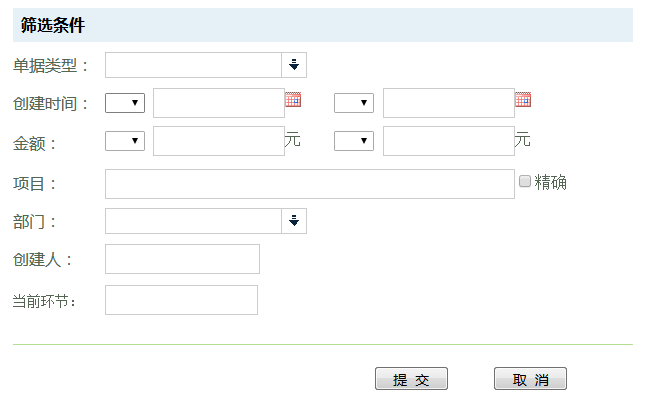 筛选条件
单据类型：
创建时间：
金额： 元 元
项目： 精确
部门：
创建人：
当前环节：
提 交 取 消